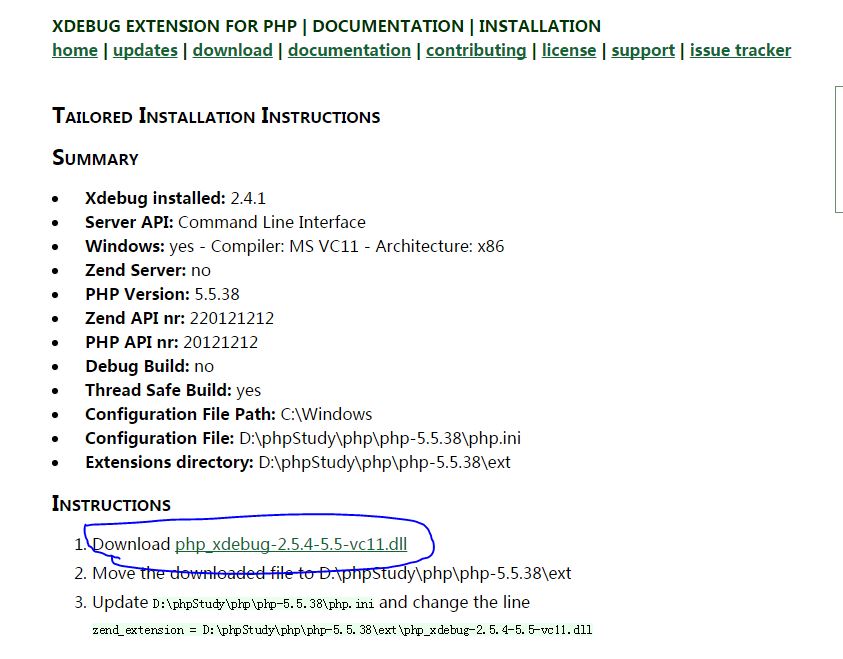 XDEBUG EXTENSION FOR PHP | DOCUMENTATION | INSTALLATION
home | updates | download | documentation | contributing | license | support | issue tracker
TAILORED INSTALLATION INSTRUCTIONS
SUMMARY
• Xdebug installed: 2.4.1
• Server API: Command Line Interface
• Windows: yes - Compiler: MS VC11 - Architecture: x86
• Zend Server: no
• PHP Version: 5.5.38
• Zend API nr: 220121212
• PHP API nr: 20121212
• Debug Build: no
• Thread Safe Build: yes
• Configuration File Path: C:\Windows
• Configuration File: D:\phpStudy\php\php-5.5.38\php.ini
• Extensions directory: D:\phpStudy\php\php-5.5.38\ext
INSTRUCTIONS
1. Download php_xdebug-2.5.4-5.5-vc11.dll
2. Move the downloaded file to D:\phpStudy\php\php-5.5.38\ext
3. Update D:\phpStudy\php\php-5.5.38\php.ini and change the line
zend_extension = D:\phpStudy\php\php-5.5.38\ext\php_xdebug-2.5.4-5.5-vc11.dll